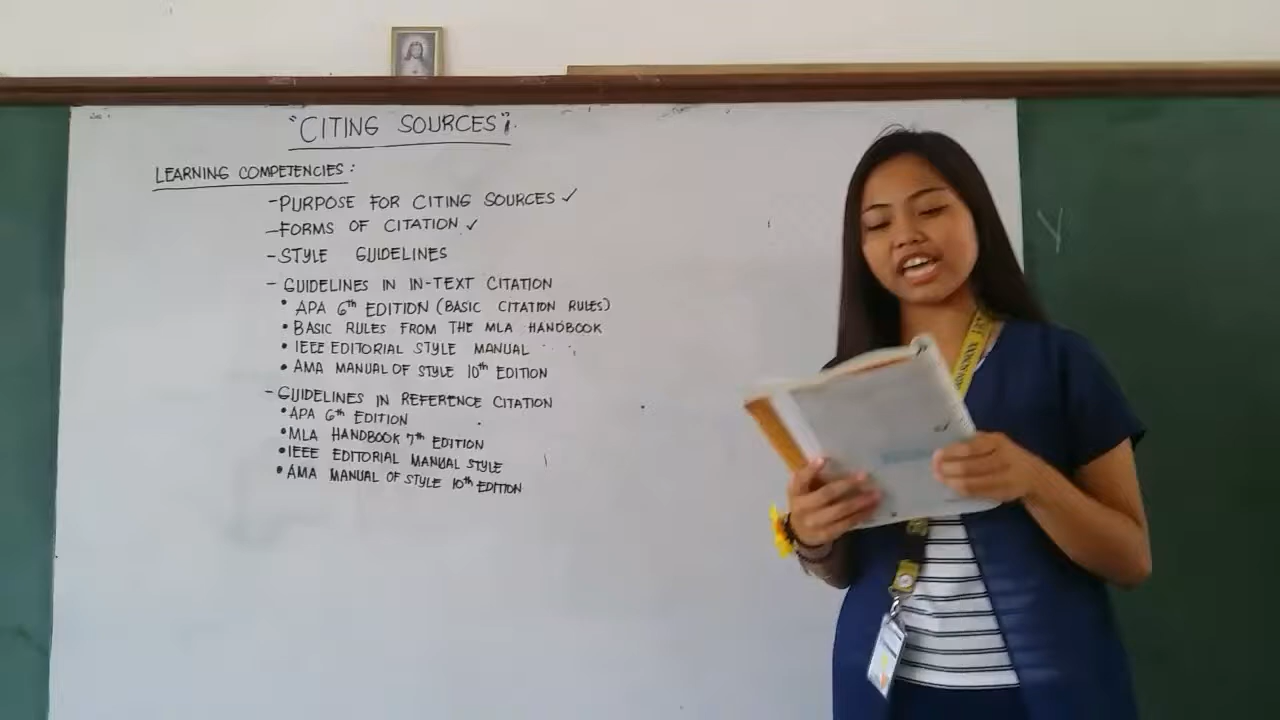 "CITING SOURCES".
LEARNING COMPETENCIES:
- PURPOSE FOR CITING SOURCES ✓
- FORMS OF CITATION ✓
- STYLE GUIDELINES
- GUIDELINES IN IN-TEXT CITATION
• APA 6th EDITION (BASIC CITATION RULES)
• BASIC RULES FROM THE MLA HANDBOOK
• IEEE EDITORIAL STYLE MANUAL
• AMA MANUAL OF STYLE 10th EDITION
- GUIDELINES IN REFERENCE CITATION
• APA 6th EDITION
• MLA HANDBOOK 7th EDITION
• IEEE EDITORIAL MANUAL STYLE
• AMA MANUAL OF STYLE 10th EDITION